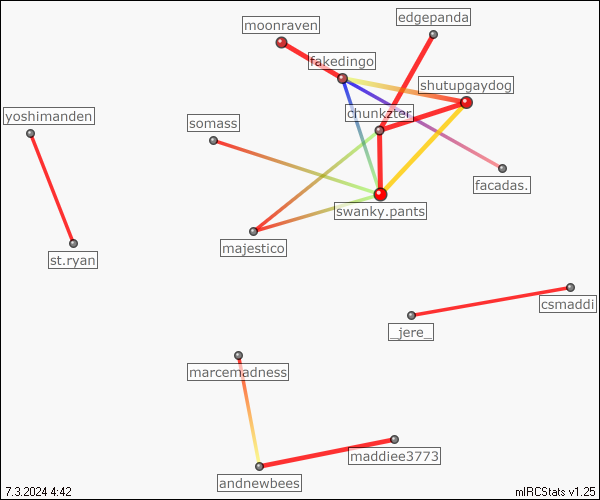 edgepanda
moonraven
fakedingo
shutupgaydog
yoshimanden
chunkzter
somass
facadas.
swanky.pants
majestico
st.ryan
csmaddi
_jere_
marcemadness
maddiee3773
andnewbees
7.3.2024 4:42
mIRCStats v1.25